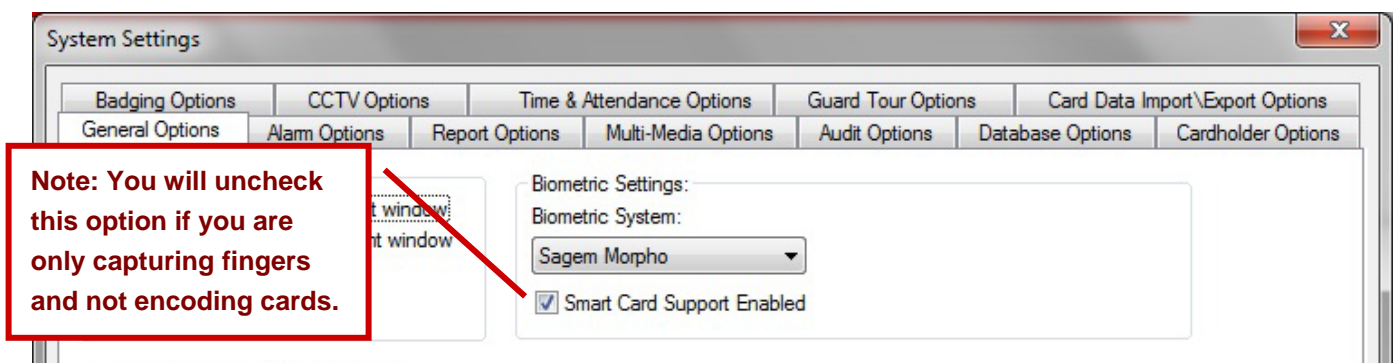 System Settings
X
Badging Options CCTV Options Time & Attendance Options Guard Tour Options Card Data Import\Export Options
General Options Alarm Options Report Options Multi-Media Options Audit Options Database Options Cardholder Options
Note: You will uncheck
this option if you are
only capturing fingers
and not encoding cards.
window
window
Biometric Settings:
Biometric System:
Sagem Morpho
Smart Card Support Enabled